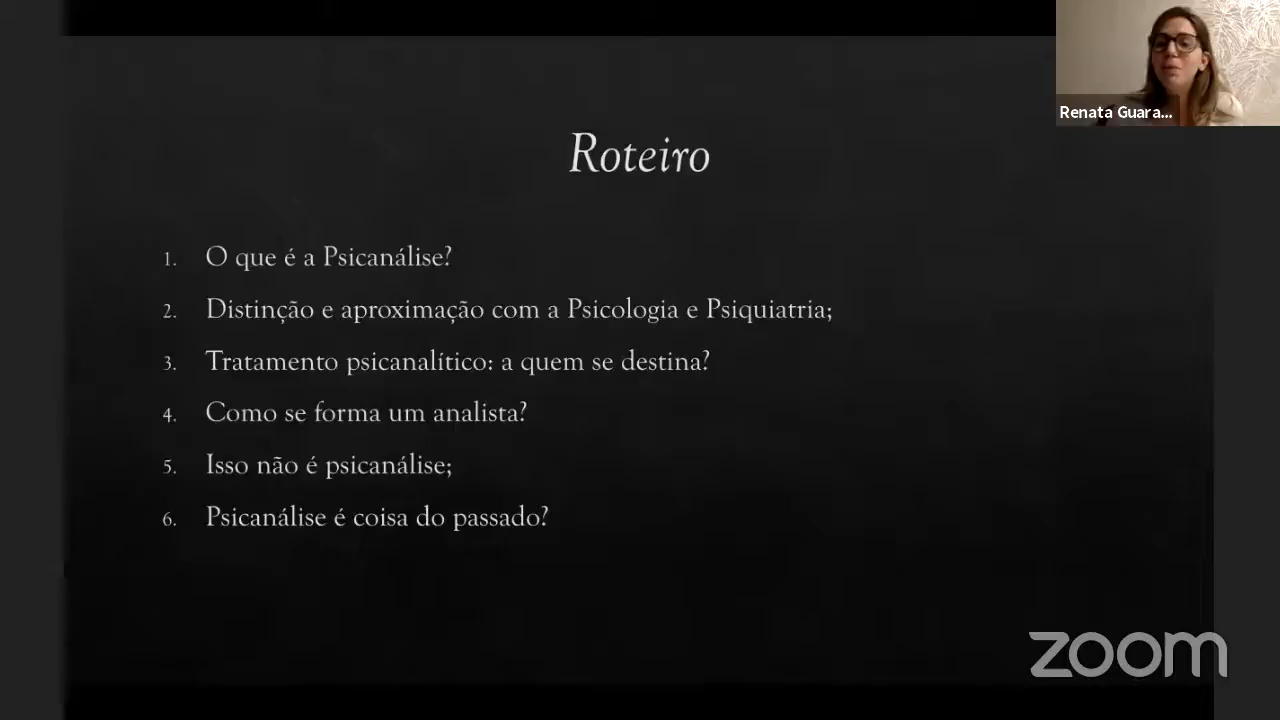 Renata Guara...
Roteiro
1. O que é a Psicanálise?
2. Distinção e aproximação com a Psicologia e Psiquiatria;
3. Tratamento psicanalítico: a quem se destina?
4. Como se forma um analista?
5. Isso não é psicanálise;
6. Psicanálise é coisa do passado?
zoom